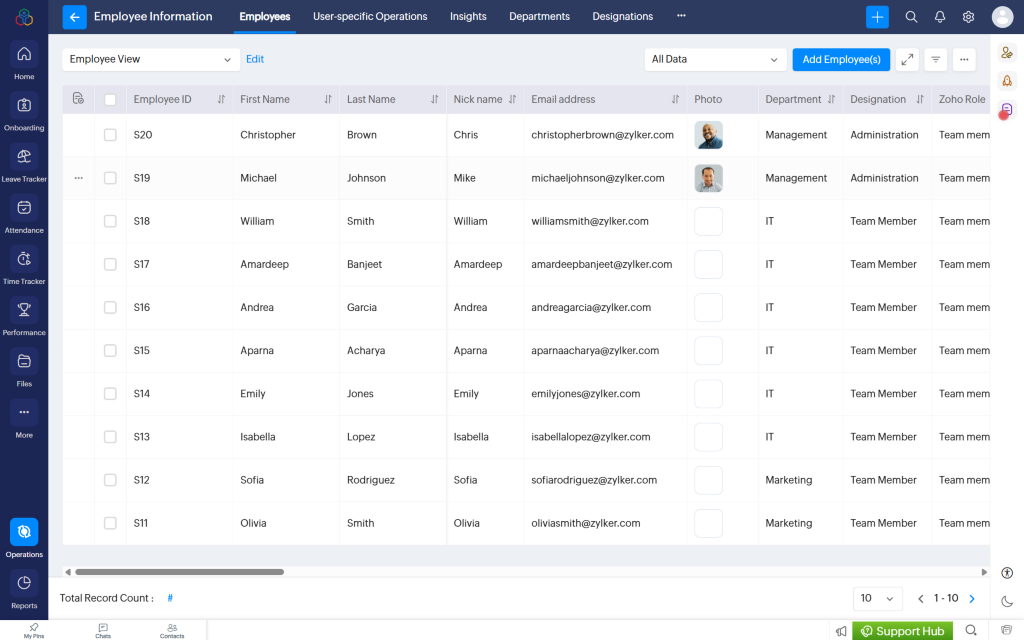 Employee Information Employees User-specific Operations Insights Departments Designations
Home
Onboarding
Leave Tracker
Attendance
Time Tracker
Performance
Files
More
Operations
Reports
Employee View Edit All Data Add Employee(s)
Employee ID First Name Last Name Nick name Email address Photo Department Designation Zoho Role
S20 Christopher Brown Chris christopherbrown@zylker.com Management Administration Team mem
S19 Michael Johnson Mike michaeljohnson@zylker.com Management Administration Team mem
S18 William Smith William williamsmith@zylker.com IT Team Member Team mem
S17 Amardeep Banjeet Amardeep amardeepbanjeet@zylker.com IT Team Member Team mem
S16 Andrea Garcia Andrea andreagarcia@zylker.com IT Team Member Team mem
S15 Aparna Acharya Aparna aparnaacharya@zylker.com IT Team Member Team mem
S14 Emily Jones Emily emilyjones@zylker.com IT Team Member Team mem
S13 Isabella Lopez Isabella isabellalopez@zylker.com IT Team Member Team mem
S12 Sofia Rodriguez Sofia sofiarodriguez@zylker.com Marketing Team Member Team mem
S11 Olivia Smith Olivia oliviasmith@zylker.com Marketing Team Member Team mem
Total Record Count : # 10 1 - 10
My Pins Chats Contacts Support Hub